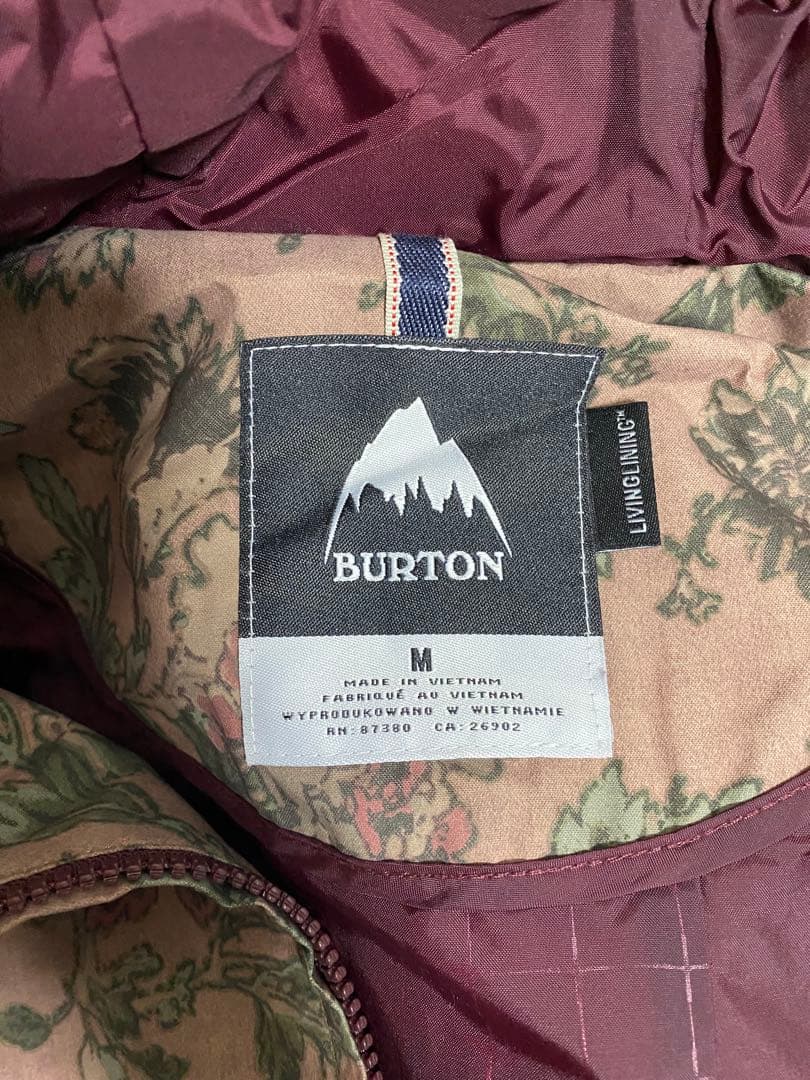 BURTON
LIVINGLINING™
M
MADE IN VIETNAM
FABRIQUÉ AU VIETNAM
WYPRODUKOWANO W WIETNAMIE
RN: 87380 CA: 26902